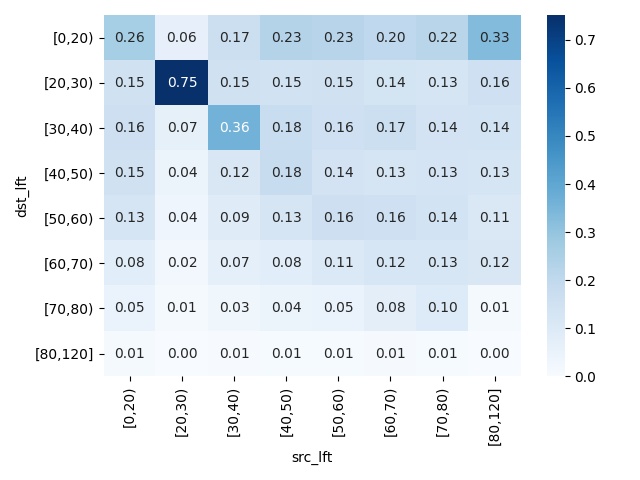 [0,20) 0.26 0.06 0.17 0.23 0.23 0.20 0.22 0.33
[20,30) 0.15 0.75 0.15 0.15 0.15 0.14 0.13 0.16
[30,40) 0.16 0.07 0.36 0.18 0.16 0.17 0.14 0.14
[40,50) 0.15 0.04 0.12 0.18 0.14 0.13 0.13 0.13
[50,60) 0.13 0.04 0.09 0.13 0.16 0.16 0.14 0.11
[60,70) 0.08 0.02 0.07 0.08 0.11 0.12 0.13 0.12
[70,80) 0.05 0.01 0.03 0.04 0.05 0.08 0.10 0.01
[80,120] 0.01 0.00 0.01 0.01 0.01 0.01 0.01 0.00
dst_lft
[0,20) [20,30) [30,40) [40,50) [50,60) [60,70) [70,80) [80,120]
src_lft
0.7
0.6
0.5
0.4
0.3
0.2
0.1
0.0